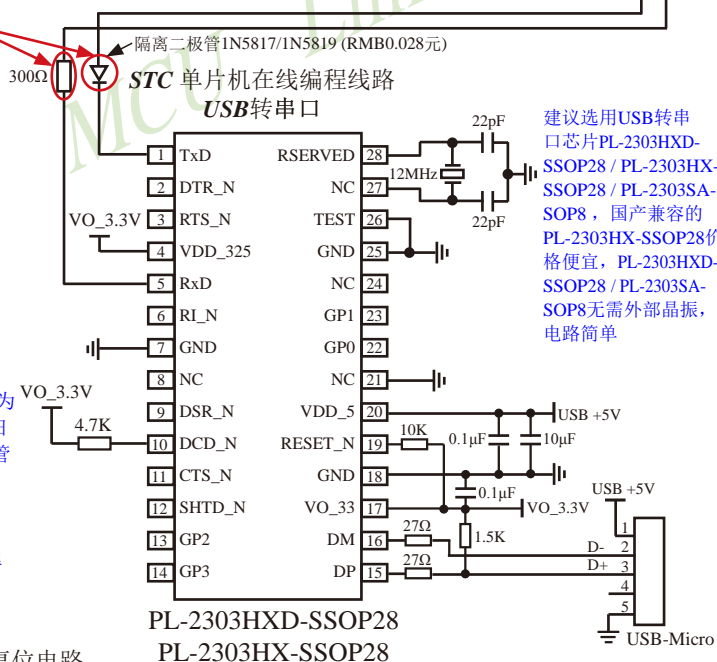 隔离二极管1N5817/1N5819 (RMB0.028元)
300Ω
STC 单片机在线编程线路
USB转串口
MCU
22pF
12MHz
22pF
建议选用USB转串
口芯片PL-2303HXD-
SSOP28 / PL-2303HX-
SSOP28 / PL-2303SA-
SOP8，国产兼容的
PL-2303HX-SSOP28价
格便宜，PL-2303HXD-
SSOP28 / PL-2303SA-
SOP8无需外部晶振，
电路简单
1 TxD RSERVED 28
2 DTR_N NC 27
VO_3.3V 3 RTS_N TEST 26
4 VDD_325 GND 25
5 RxD NC 24
6 RI_N GP1 23
7 GND GP0 22
8 NC NC 21
9 DSR_N VDD_5 20
10 DCD_N RESET_N 19
11 CTS_N GND 18
12 SHTD_N VO_33 17
13 GP2 DM 16
14 GP3 DP 15
为
VO_3.3V
管
4.7K
USB +5V
10K
0.1μF
10μF
0.1μF
VO_3.3V
27Ω
1.5K
27Ω
USB +5V
1
D- 2
D+ 3
4
5
USB-Micro
PL-2303HXD-SSOP28
PL-2303HX-SSOP28
位电路